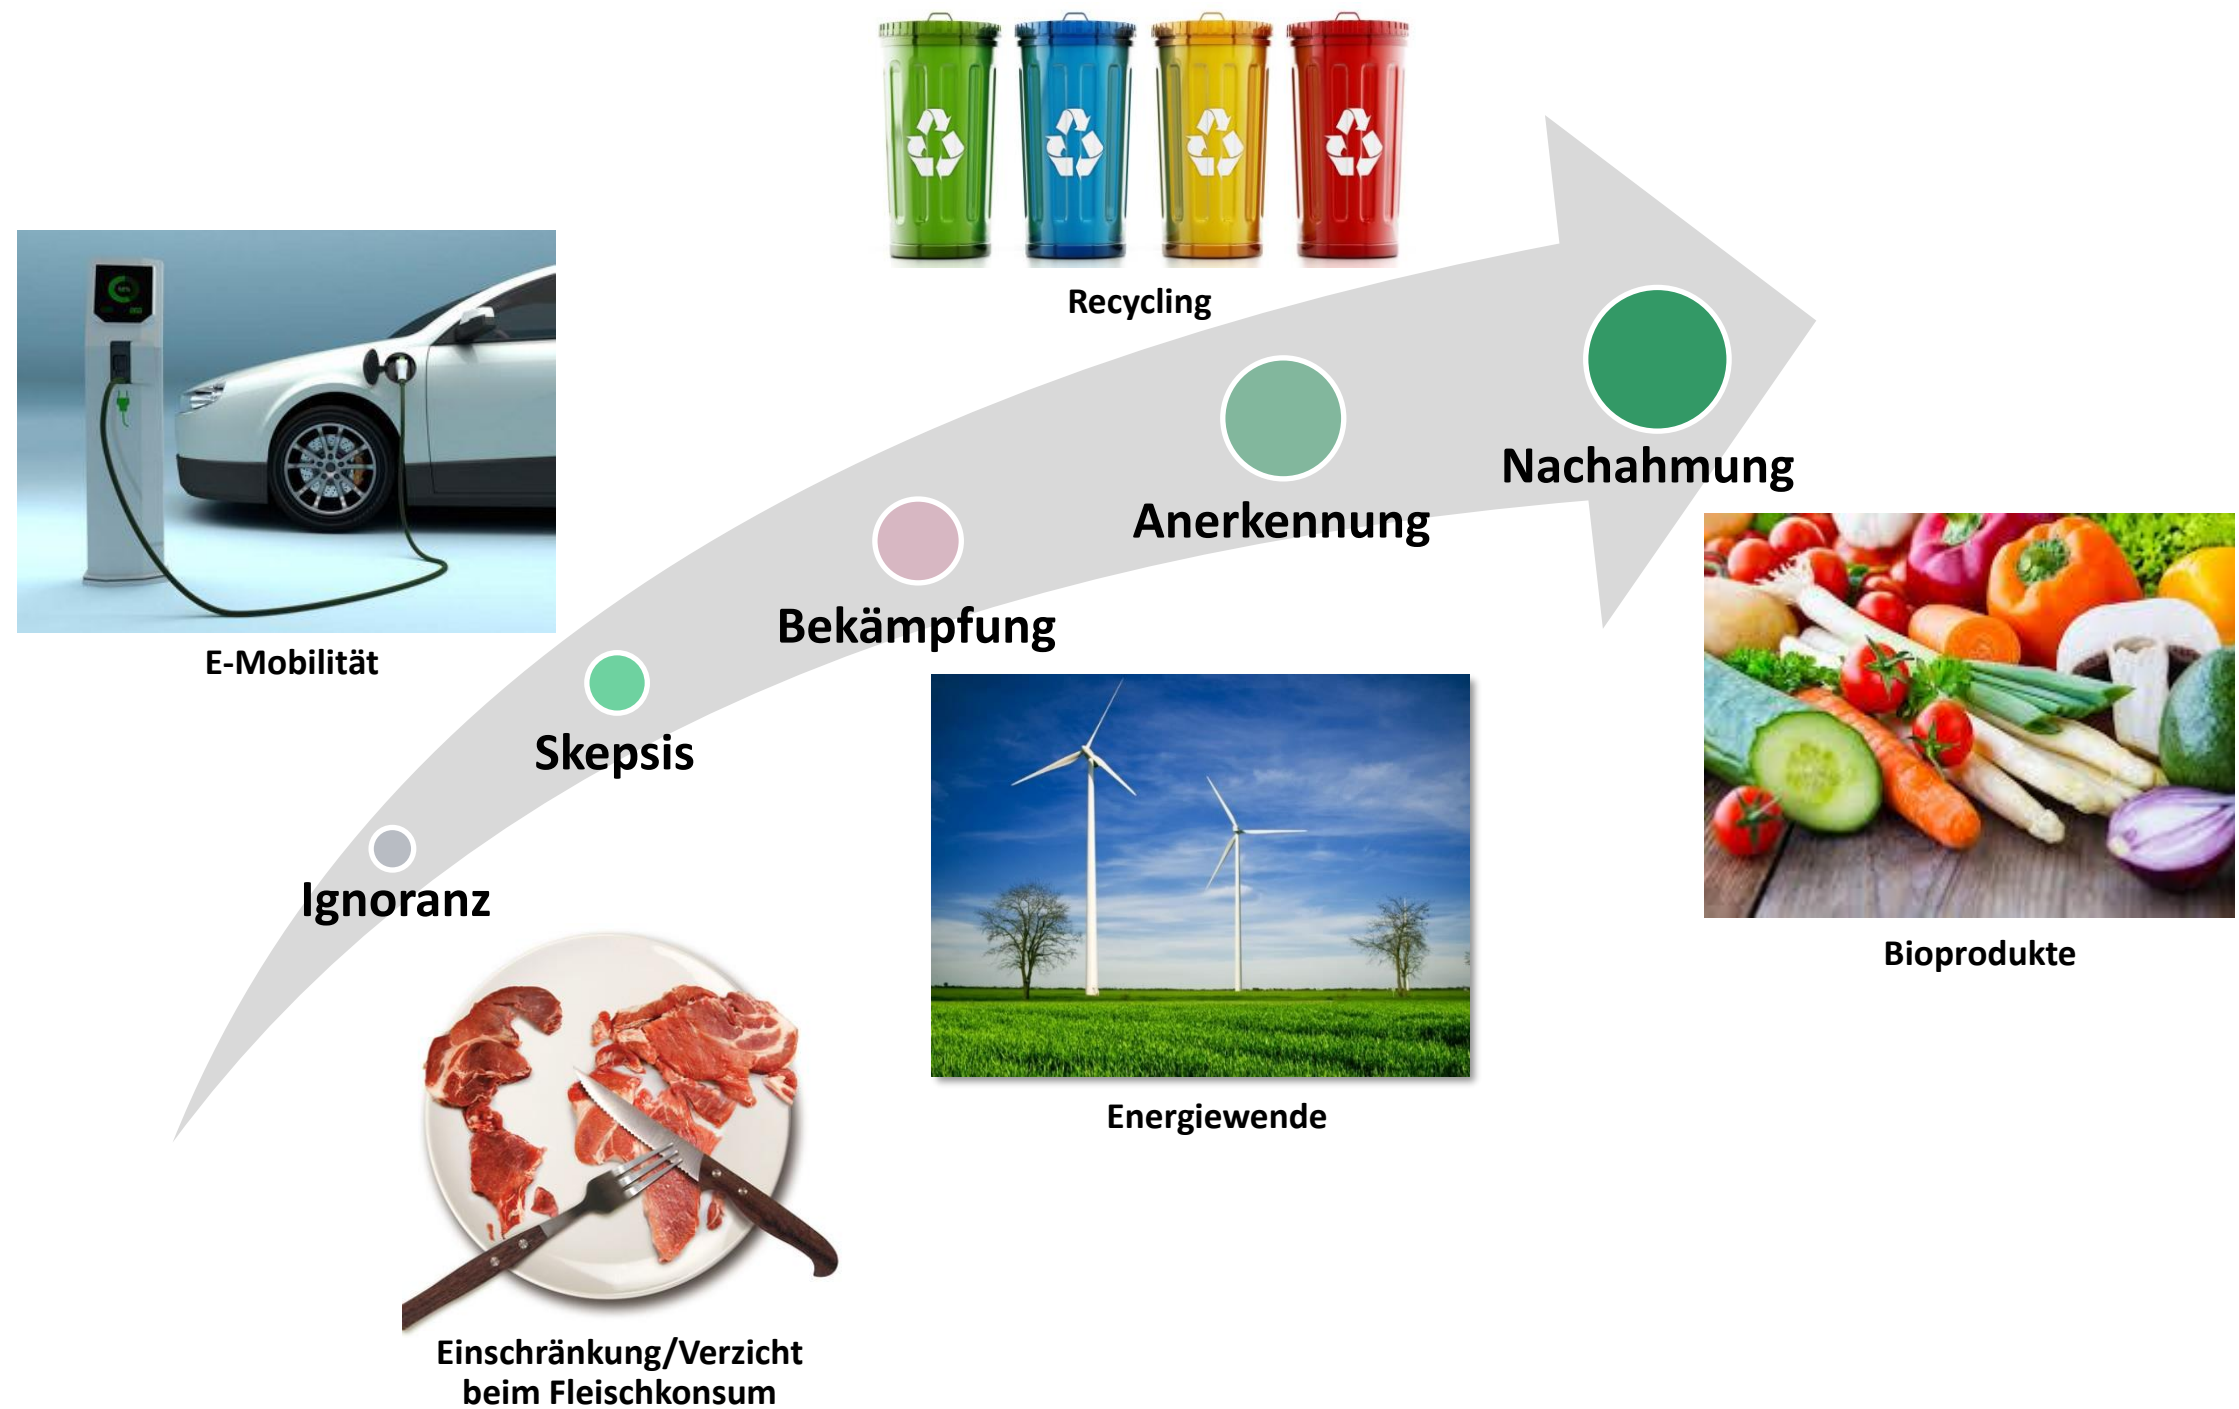 Recycling
Nachahmung
Anerkennung
Bekämpfung
E-Mobilität
Skepsis
Ignoranz
Bioprodukte
Energiewende
Einschränkung/Verzicht
beim Fleischkonsum